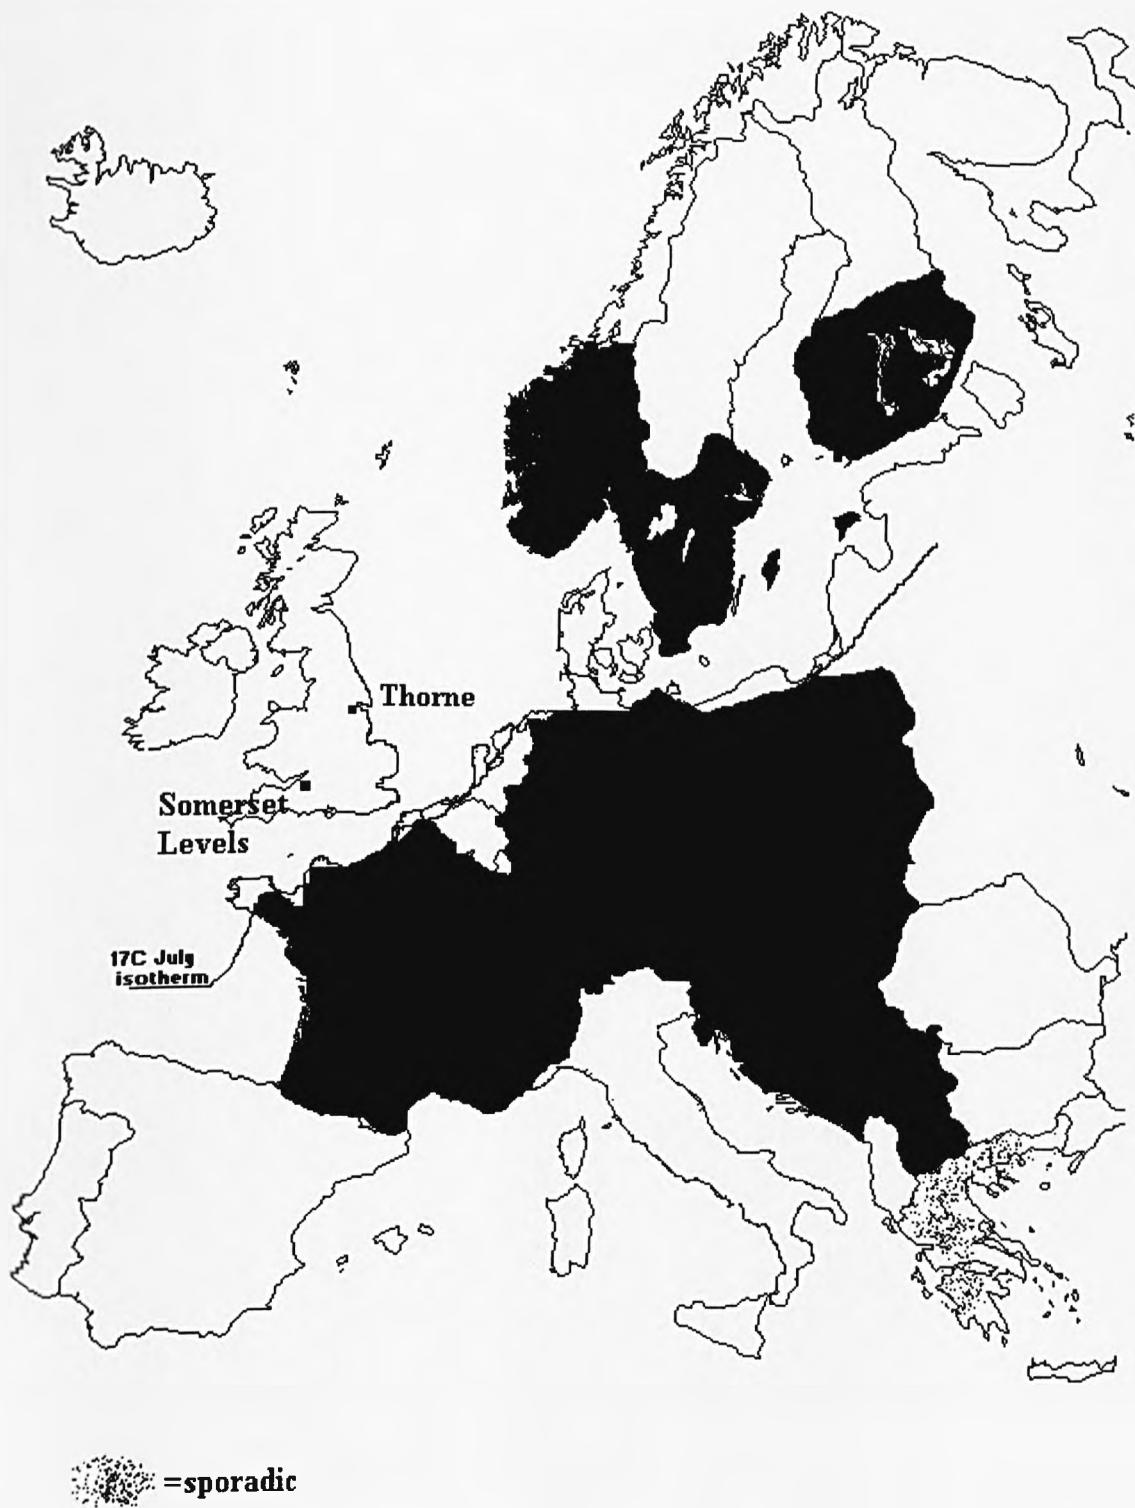 Thorne
Somerset
Levels
17C July
isotherm
=sporadic